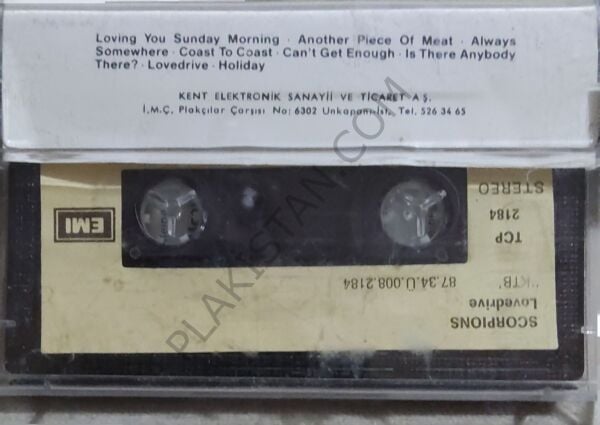 Loving You Sunday Morning · Another Piece Of Meat · Always
Somewhere · Coast To Coast · Can't Get Enough · Is There Anybody
There? · Lovedrive · Holiday
KENT ELEKTRONİK SANAYİİ VE TİCARET A Ş.
İ.M.Ç. Plakçılar Çarşısı No: 6302 Unkapanı-İst. Tel. 526 34 65
PLAKISTAN.COM
SCORPIONS
Lovedrive
"KTB"
87.34.Ü.008.2184
TCP
2184
STEREO
EMI